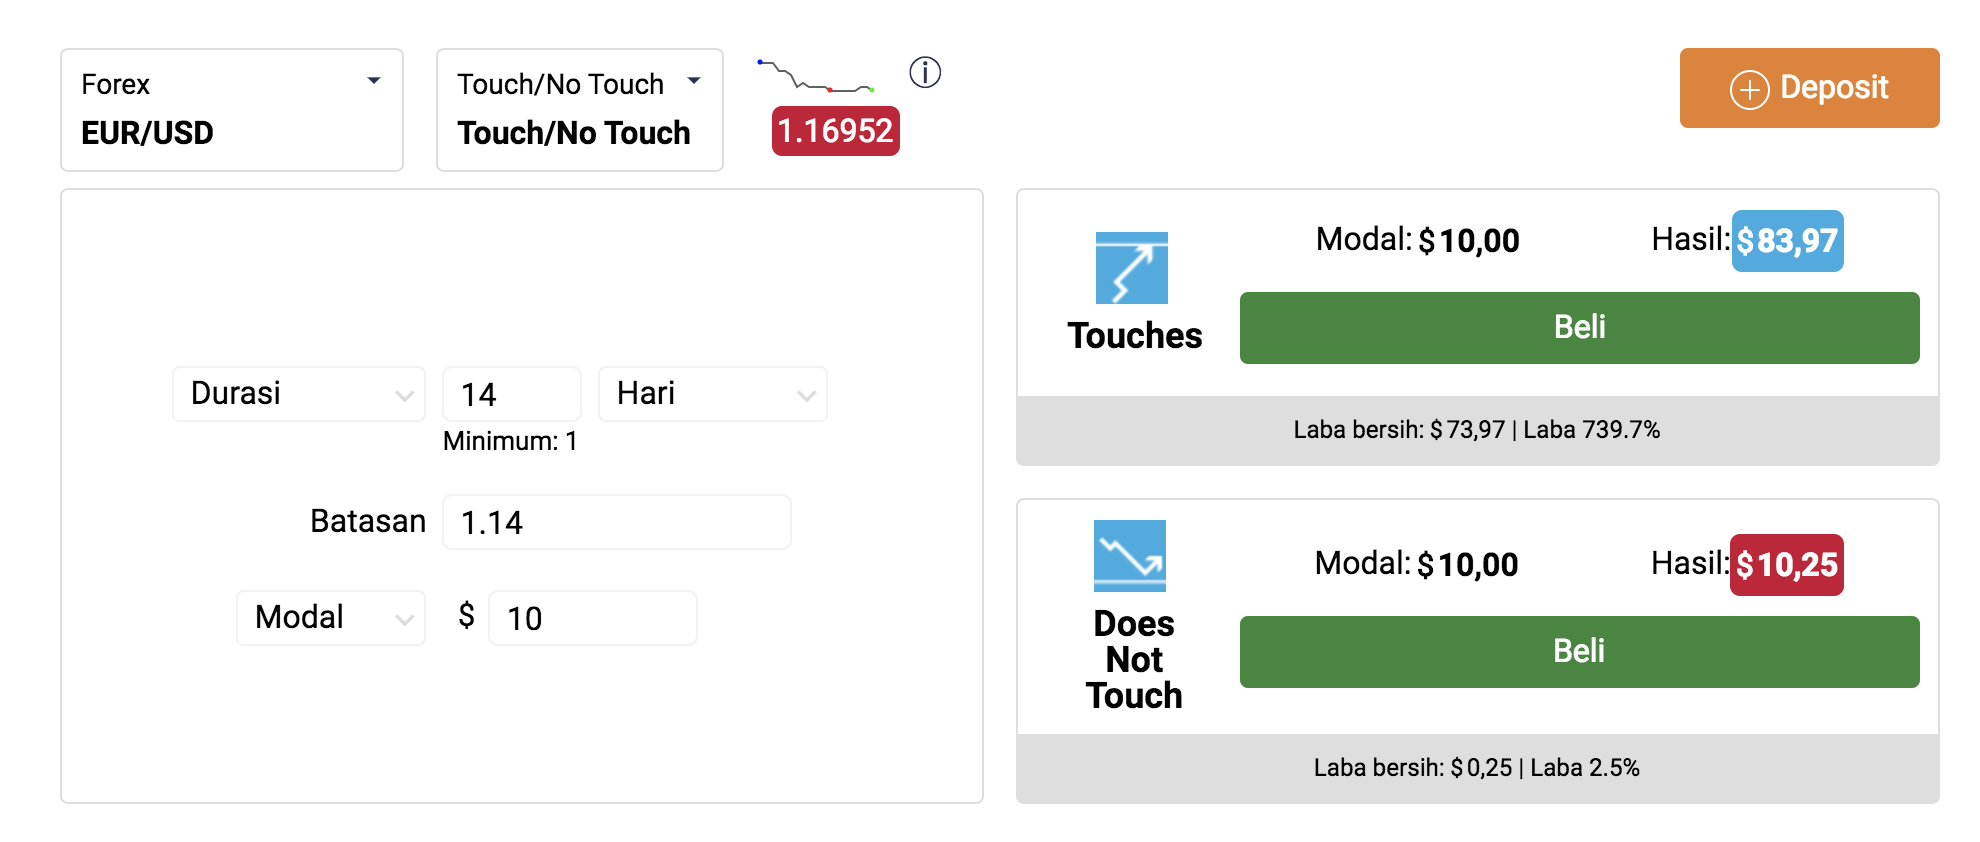 Forex
EUR/USD
Touch/No Touch
Touch/No Touch
1.16952
Deposit
Durasi
14
Hari
Minimum: 1
Batasan
1.14
Modal
$
10
Modal: $ 10,00
Hasil: $ 83,97
Touches
Beli
Laba bersih: $ 73,97 | Laba 739.7%
Modal: $ 10,00
Hasil: $ 10,25
Does
Not
Touch
Beli
Laba bersih: $ 0,25 | Laba 2.5%